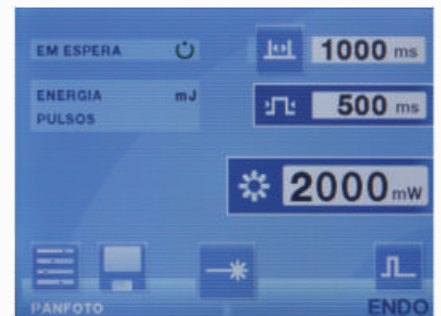 EM ESPERA
1000 ms
ENERGIA mJ
PULSOS
500 ms
2000 mW
PANFOTO
ENDO